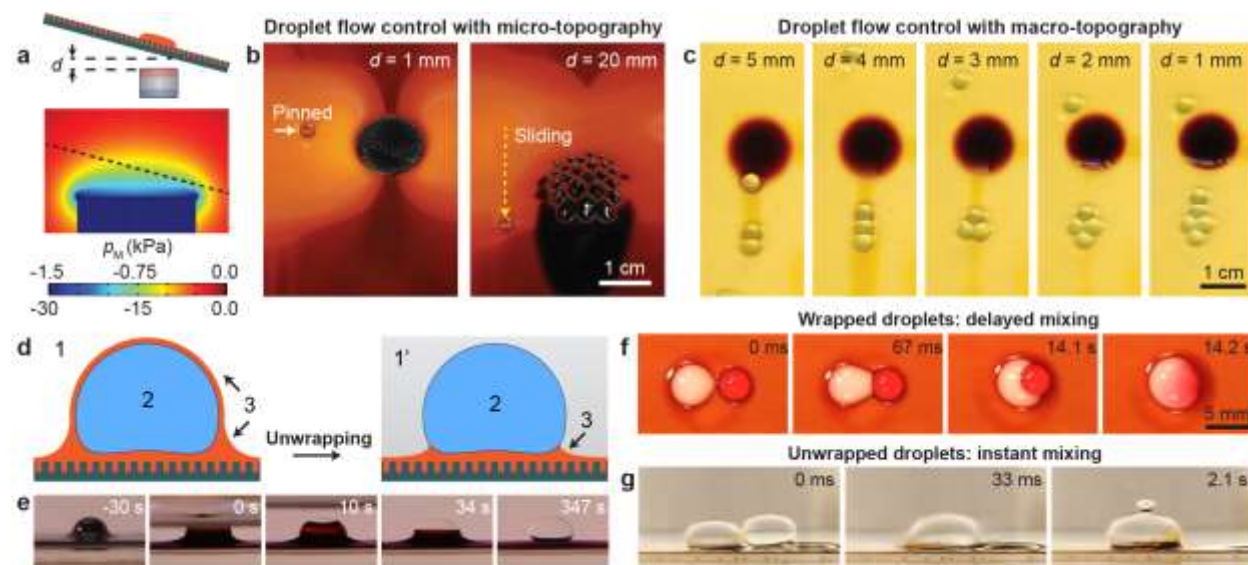 Droplet flow control with micro-topography
Droplet flow control with macro-topography
a
d
pM (kPa)
-1.5 -0.75 0.0
-30 -15 0.0
b
d = 1 mm
Pinned
d = 20 mm
Sliding
1 cm
c
d = 5 mm
d = 4 mm
d = 3 mm
d = 2 mm
d = 1 mm
1 cm
d
1
2
3
Unwrapping
1'
2
3
e
-30 s
0 s
10 s
34 s
347 s
Wrapped droplets: delayed mixing
f
0 ms
67 ms
14.1 s
14.2 s
5 mm
Unwrapped droplets: instant mixing
g
0 ms
33 ms
2.1 s